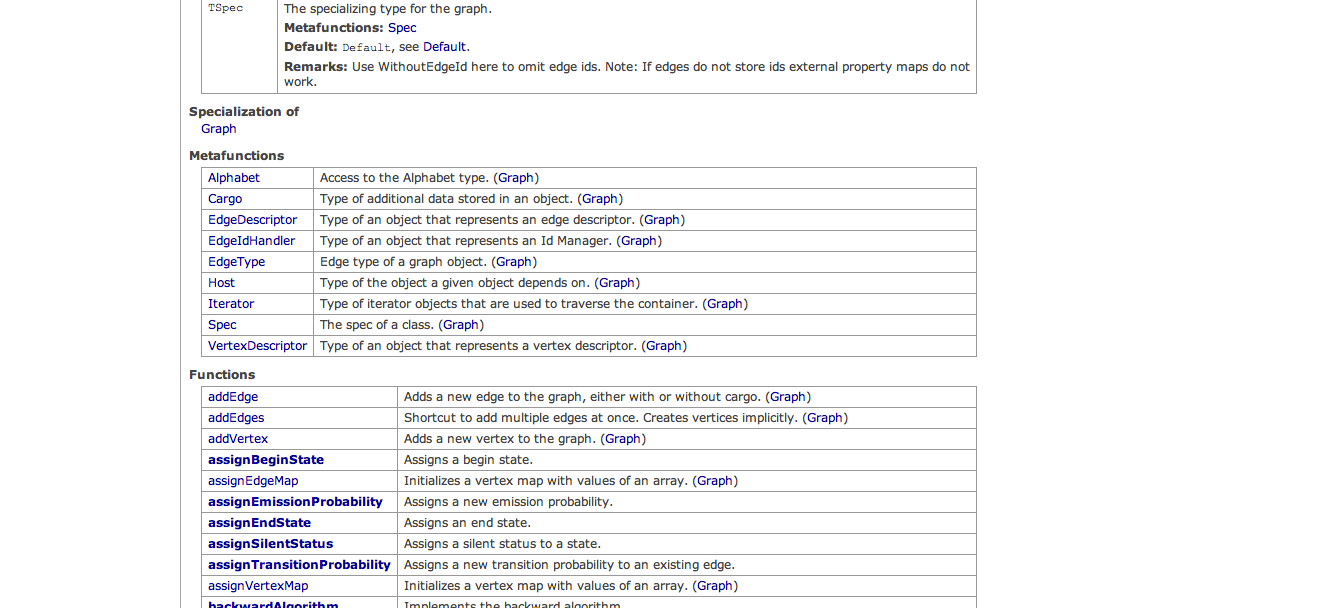 TSpec The specializing type for the graph.
Metafunctions: Spec
Default: Default, see Default.
Remarks: Use WithoutEdgeId here to omit edge ids. Note: If edges do not store ids external property maps do not
work.
Specialization of
Graph
Metafunctions
Alphabet Access to the Alphabet type. (Graph)
Cargo Type of additional data stored in an object. (Graph)
EdgeDescriptor Type of an object that represents an edge descriptor. (Graph)
EdgeIdHandler Type of an object that represents an Id Manager. (Graph)
EdgeType Edge type of a graph object. (Graph)
Host Type of the object a given object depends on. (Graph)
Iterator Type of iterator objects that are used to traverse the container. (Graph)
Spec The spec of a class. (Graph)
VertexDescriptor Type of an object that represents a vertex descriptor. (Graph)
Functions
addEdge Adds a new edge to the graph, either with or without cargo. (Graph)
addEdges Shortcut to add multiple edges at once. Creates vertices implicitly. (Graph)
addVertex Adds a new vertex to the graph. (Graph)
assignBeginState Assigns a begin state.
assignEdgeMap Initializes a vertex map with values of an array. (Graph)
assignEmissionProbability Assigns a new emission probability.
assignEndState Assigns an end state.
assignSilentStatus Assigns a silent status to a state.
assignTransitionProbability Assigns a new transition probability to an existing edge.
assignVertexMap Initializes a vertex map with values of an array. (Graph)
backwardAlgorithm Implements the backward algorithm.